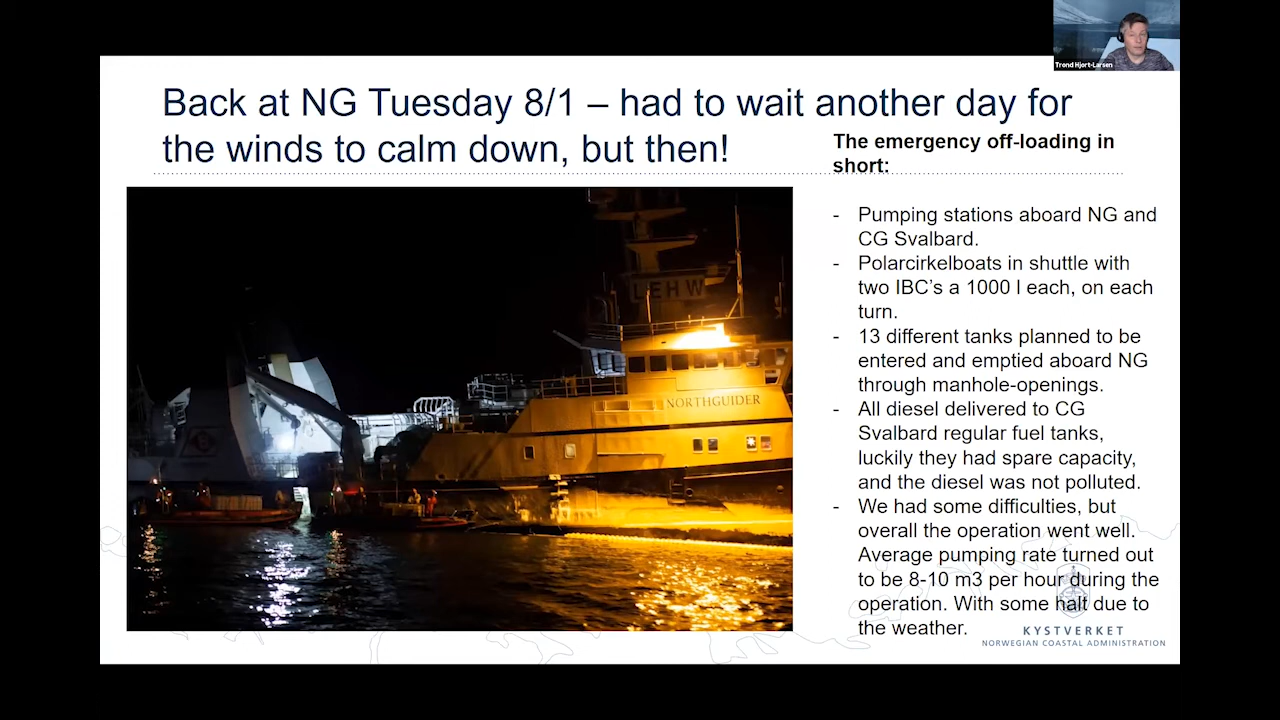 Trond Hjort-Larsen
Back at NG Tuesday 8/1 – had to wait another day for
the winds to calm down, but then!
The emergency off-loading in
short:
- Pumping stations aboard NG and
CG Svalbard.
- Polarcirkelboats in shuttle with
two IBC's a 1000 l each, on each
turn.
- 13 different tanks planned to be
entered and emptied aboard NG
through manhole-openings.
- All diesel delivered to CG
Svalbard regular fuel tanks,
luckily they had spare capacity,
and the diesel was not polluted.
- We had some difficulties, but
overall the operation went well.
Average pumping rate turned out
to be 8-10 m3 per hour during the
operation. With some halt due to
the weather.
LEHW
NORTHGUIDER
KYSTVERKET
NORWEGIAN COASTAL ADMINISTRATION